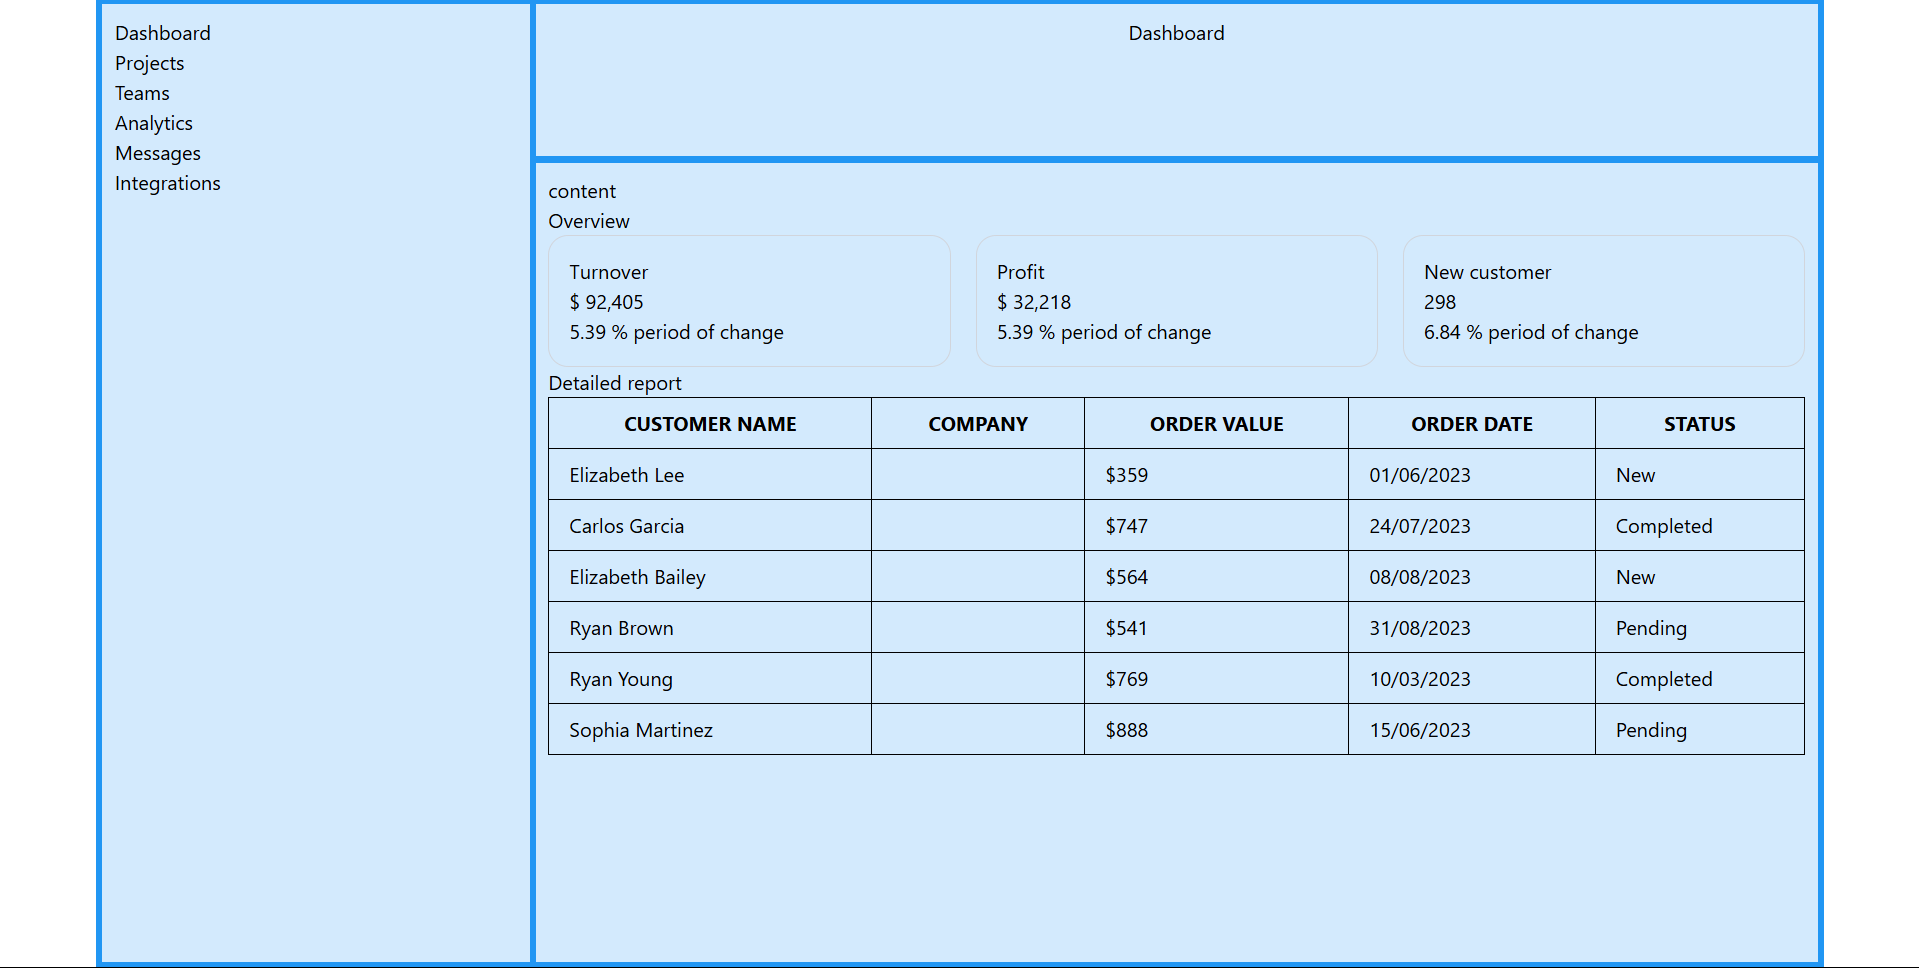 Dashboard
Projects
Teams
Analytics
Messages
Integrations
Dashboard
content
Overview
Turnover
$ 92,405
5.39 % period of change
Profit
$ 32,218
5.39 % period of change
New customer
298
6.84 % period of change
Detailed report
CUSTOMER NAME COMPANY ORDER VALUE ORDER DATE STATUS
Elizabeth Lee $359 01/06/2023 New
Carlos Garcia $747 24/07/2023 Completed
Elizabeth Bailey $564 08/08/2023 New
Ryan Brown $541 31/08/2023 Pending
Ryan Young $769 10/03/2023 Completed
Sophia Martinez $888 15/06/2023 Pending